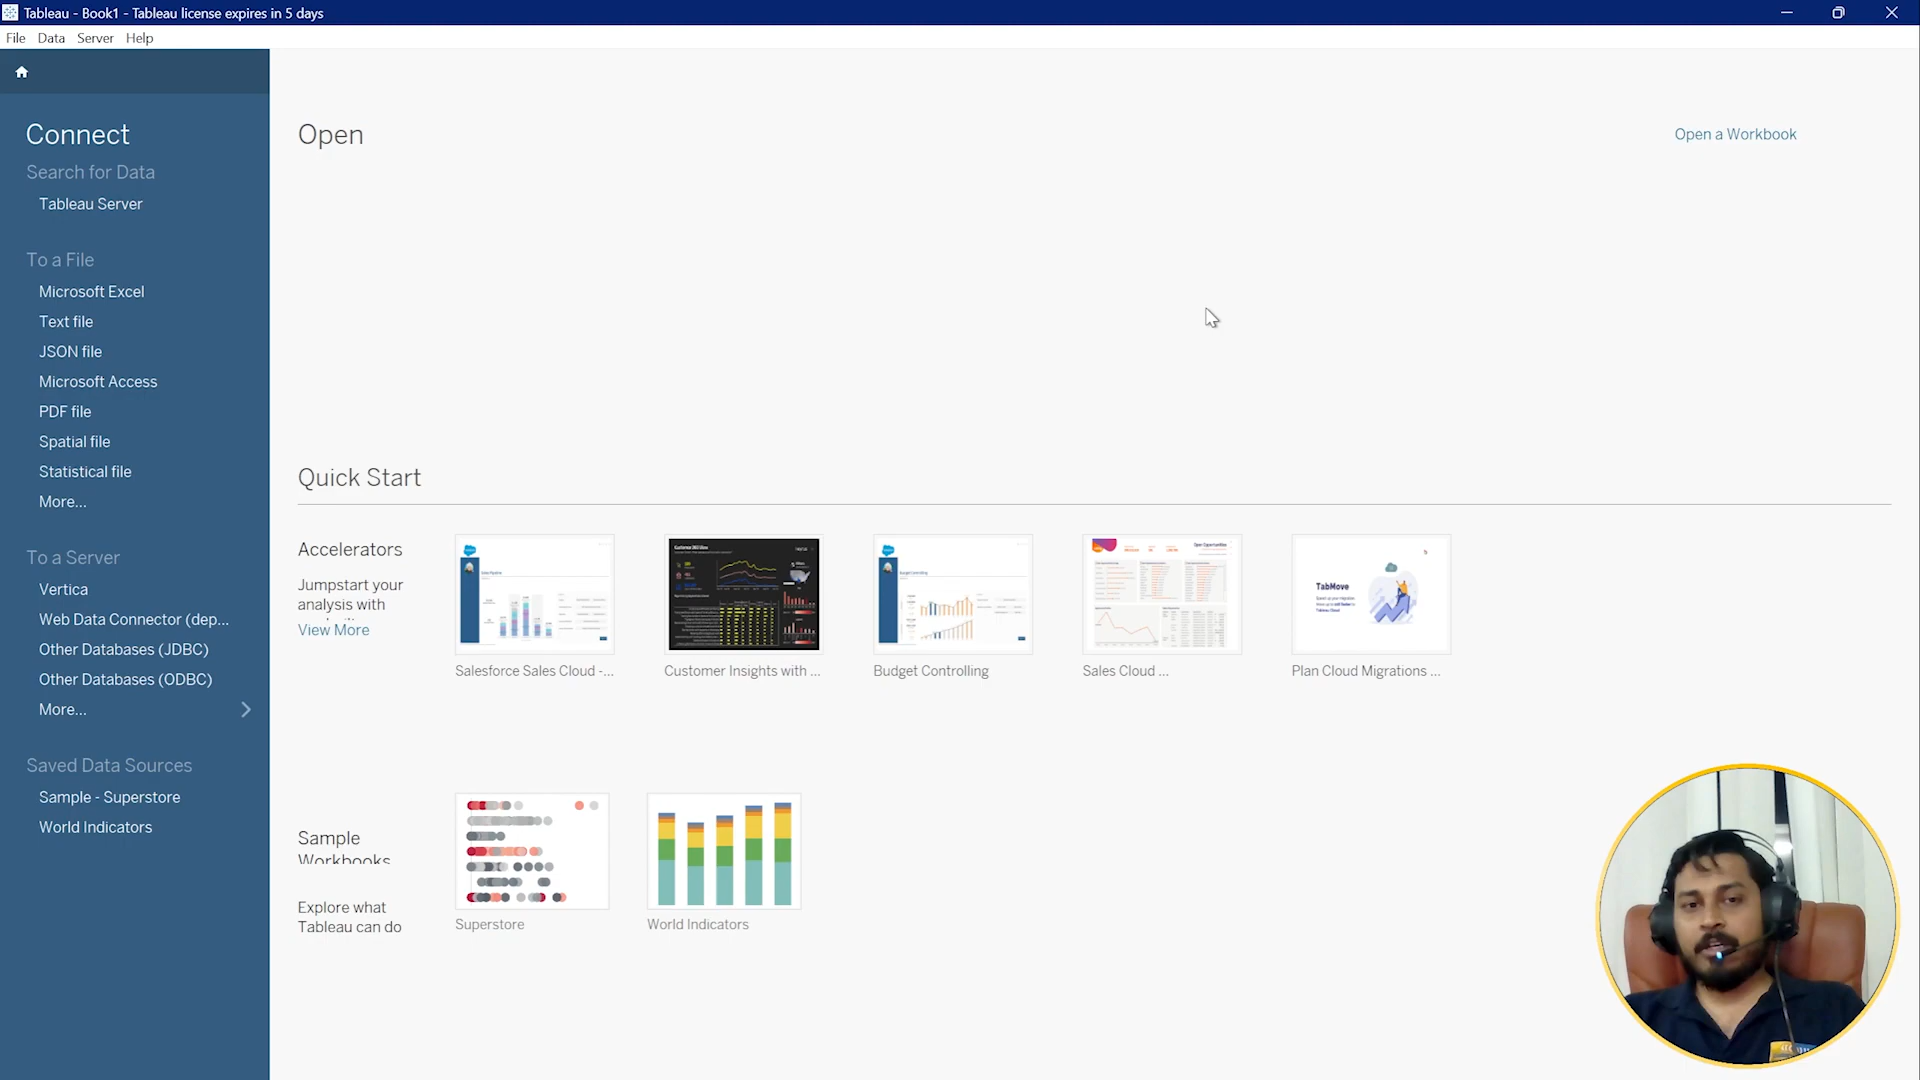 Tableau - Book1 - Tableau license expires in 5 days
File Data Server Help
Connect
Search for Data
Tableau Server
To a File
Microsoft Excel
Text file
JSON file
Microsoft Access
PDF file
Spatial file
Statistical file
More...
To a Server
Vertica
Web Data Connector (dep...
Other Databases (JDBC)
Other Databases (ODBC)
More...
Saved Data Sources
Sample - Superstore
World Indicators
Open
Open a Workbook
Quick Start
Accelerators
Jumpstart your
analysis with
View More
Salesforce Sales Cloud -...
Customer Insights with ...
Budget Controlling
Sales Cloud ...
TabMove
Plan Cloud Migrations ...
Sample
Workbooks
Explore what
Tableau can do
Superstore
World Indicators